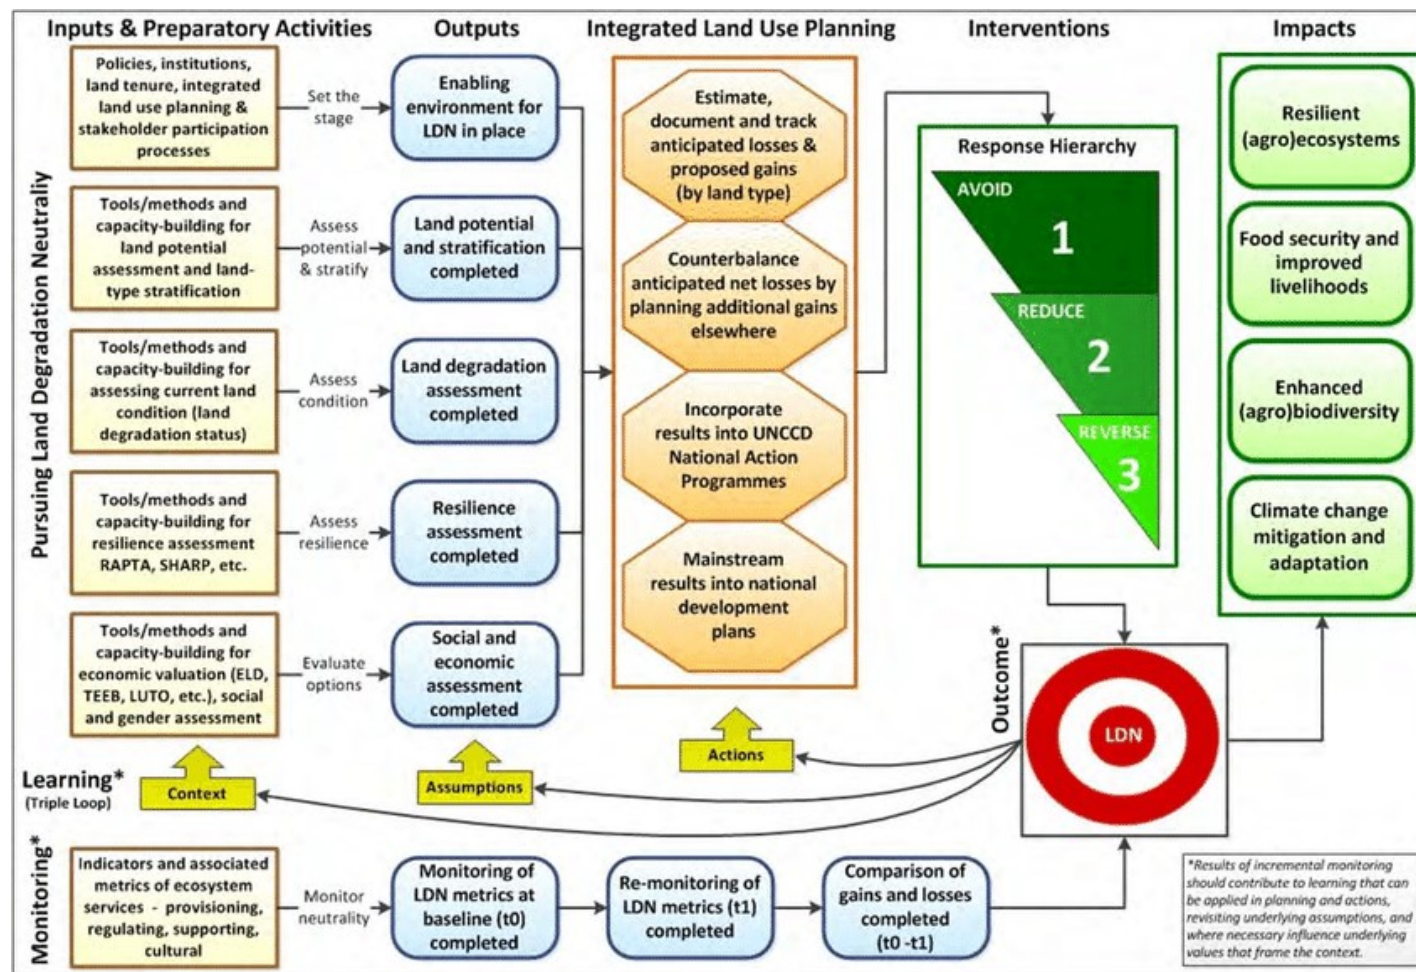 Inputs & Preparatory Activities
Outputs
Integrated Land Use Planning
Interventions
Impacts
Pursuing Land Degradation Neutraliy
Policies, institutions,
land tenure, integrated
land use planning &
stakeholder participation
processes
Set the
stage
Enabling
environment for
LDN in place
Tools/methods and
capacity-building for
land potential
assessment and land-
type stratification
Assess
potential
& stratify
Land potential
and stratification
completed
Tools/methods and
capacity-building for
assessing current land
condition (land
degradation status)
Assess
condition
Land degradation
assessment
completed
Tools/methods and
capacity-building for
resilience assessment
RAPTA, SHARP, etc.
Assess
resilience
Resilience
assessment
completed
Tools/methods and
capacity-building for
economic valuation (ELD,
TEEB, LUTO, etc.), social
and gender assessment
Evaluate
options
Social and
economic
assessment
completed
Estimate,
document and track
anticipated losses &
proposed gains
(by land type)
Counterbalance
anticipated net losses by
planning additional gains
elsewhere
Incorporate
results into UNCCD
National Action
Programmes
Mainstream
results into national
development
plans
Response Hierarchy
AVOID
1
REDUCE
2
REVERSE
3
Resilient
(agro)ecosystems
Food security and
improved
livelihoods
Enhanced
(agro)biodiversity
Climate change
mitigation and
adaptation
Outcome*
LDN
Learning*
(Triple Loop)
Context
Assumptions
Actions
Monitoring*
Indicators and associated
metrics of ecosystem
services - provisioning,
regulating, supporting,
cultural
Monitor
neutrality
Monitoring of
LDN metrics at
baseline (t0)
completed
Re-monitoring of
LDN metrics (t1)
completed
Comparison of
gains and losses
completed
(t0 -t1)
*Results of incremental monitoring
should contribute to learning that can
be applied in planning and actions,
revisiting underlying assumptions, and
where necessary influence underlying
values that frame the context.